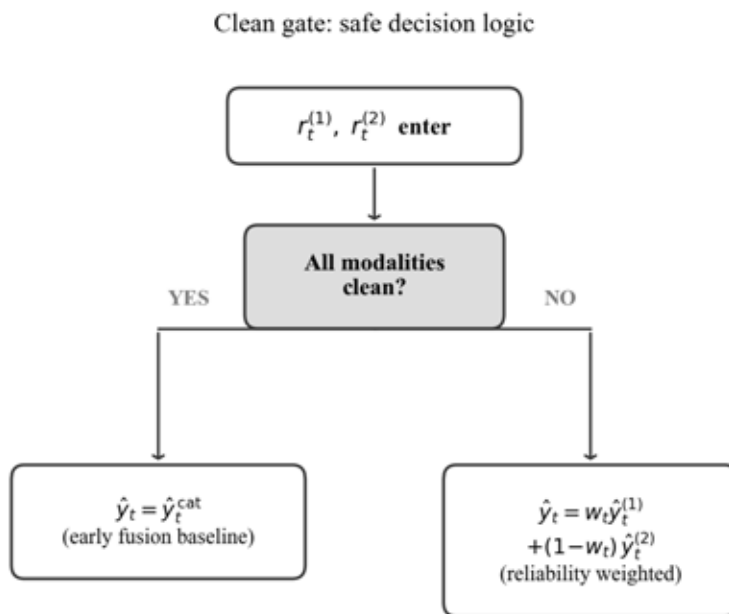 Clean gate: safe decision logic
r_t^{(1)}, r_t^{(2)} enter
All modalities
clean?
YES
NO
ŷ_t = ŷ_t^{cat}
(early fusion baseline)
ŷ_t = w_t ŷ_t^{(1)}
+(1−w_t) ŷ_t^{(2)}
(reliability weighted)